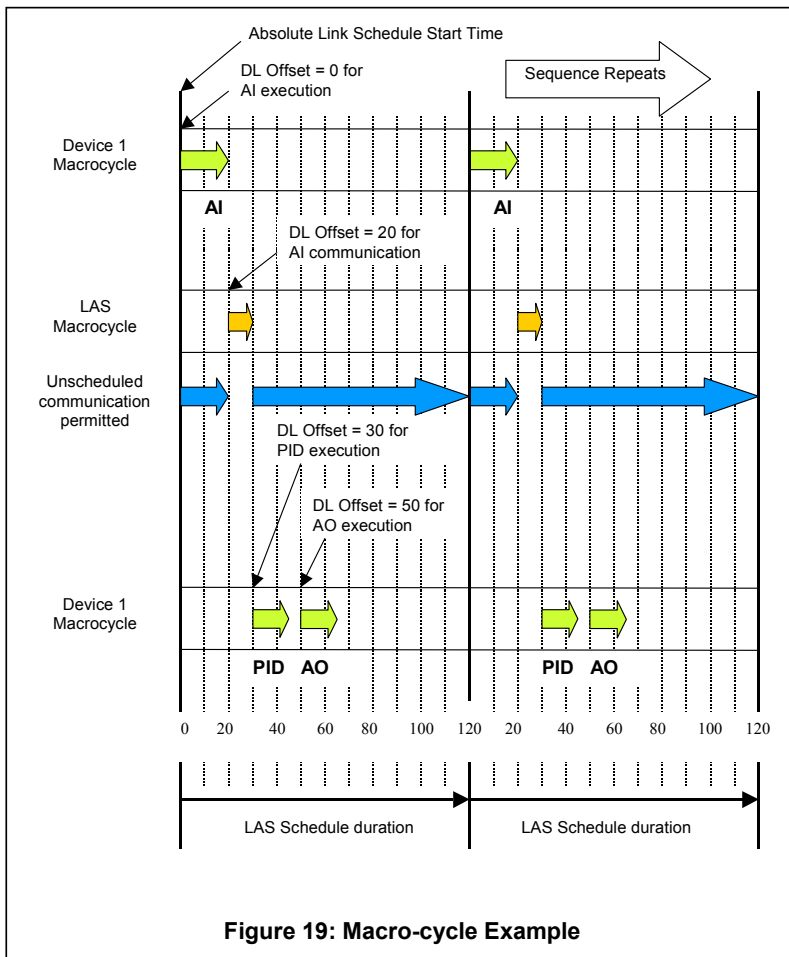 Absolute Link Schedule Start Time
DL Offset = 0 for
AI execution
Sequence Repeats
Device 1
Macrocycle
AI
AI
DL Offset = 20 for
AI communication
LAS
Macrocycle
Unscheduled
communication
permitted
DL Offset = 30 for
PID execution
DL Offset = 50 for
AO execution
Device 1
Macrocycle
PID
AO
PID
AO
0 20 40 60 80 100 120 20 40 60 80 100 120
LAS Schedule duration
LAS Schedule duration
Figure 19: Macro-cycle Example